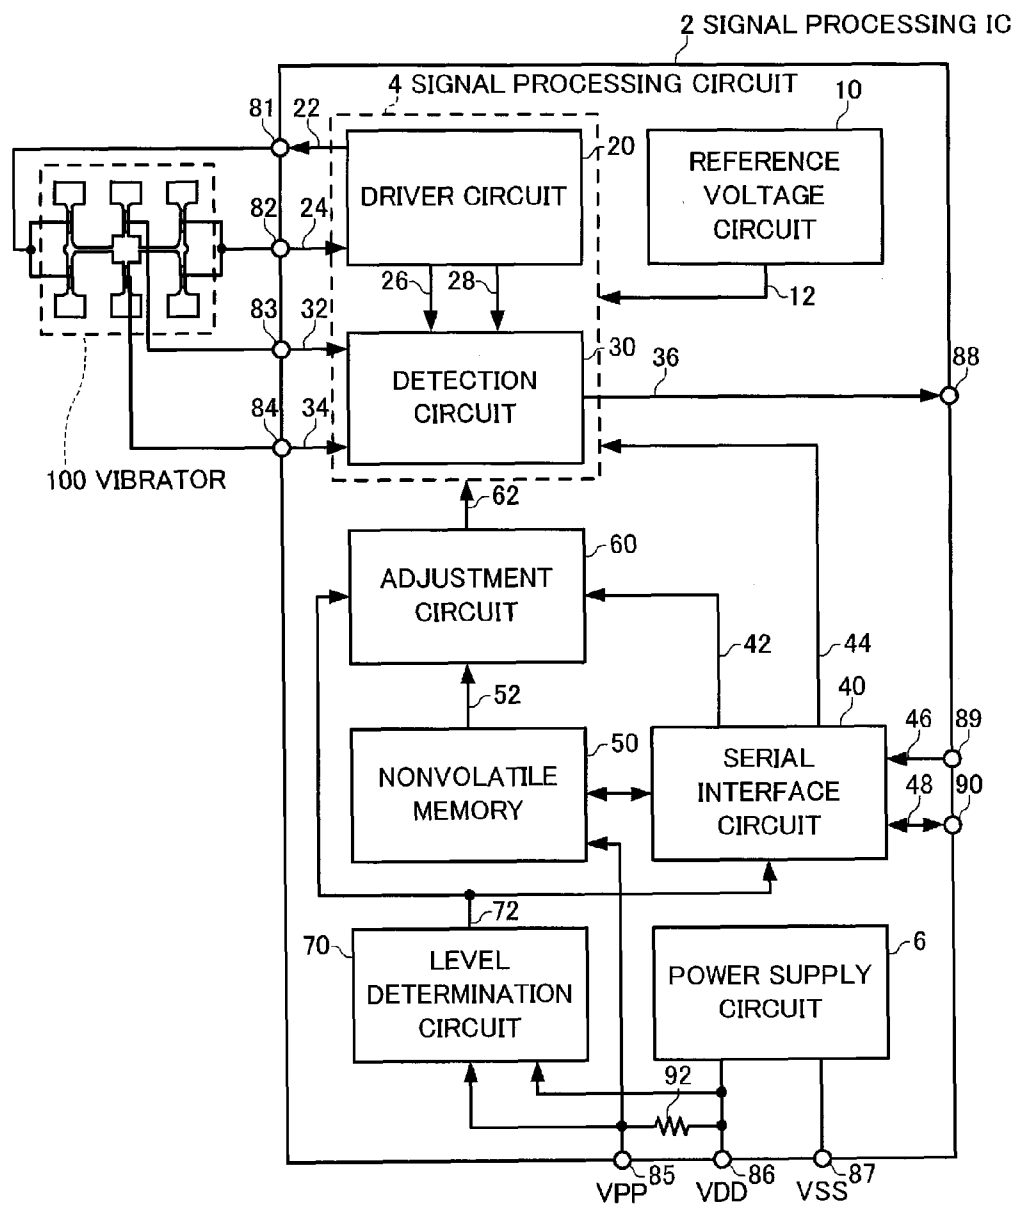 2 SIGNAL PROCESSING IC
4 SIGNAL PROCESSING CIRCUIT
10
81
22
20
REFERENCE
VOLTAGE
CIRCUIT
DRIVER CIRCUIT
82
24
26
28
12
83
32
30
36
88
DETECTION
CIRCUIT
84
34
100 VIBRATOR
62
60
ADJUSTMENT
CIRCUIT
42
44
52
40
50
46
89
NONVOLATILE
MEMORY
SERIAL
INTERFACE
CIRCUIT
48
90
72
70
6
LEVEL
DETERMINATION
CIRCUIT
POWER SUPPLY
CIRCUIT
92
85
86
87
VPP
VDD
VSS